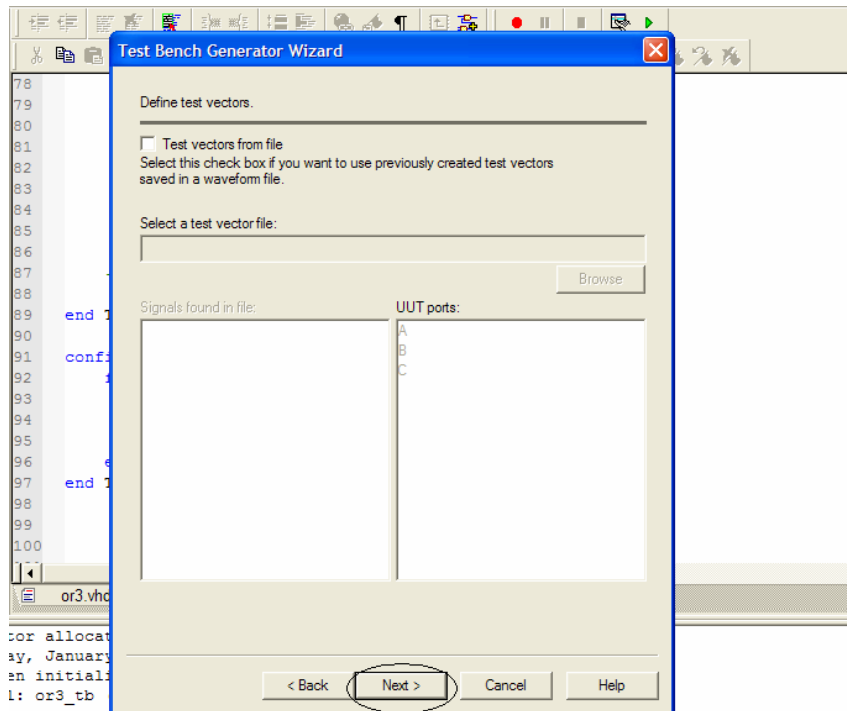 Test Bench Generator Wizard
78
79
80
81
82
83
84
85
86
87
88
89 end
90
91 confi
92
93
94
95
96
97 end
98
99
100
Define test vectors.
Test vectors from file
Select this check box if you want to use previously created test vectors
saved in a waveform file.
Select a test vector file:
Browse
Signals found in file:
UUT ports:
A
B
C
< Back
Next >
Cancel
Help
or3.vhd
tor allocat
ay, January
en initiali
l: or3_tb